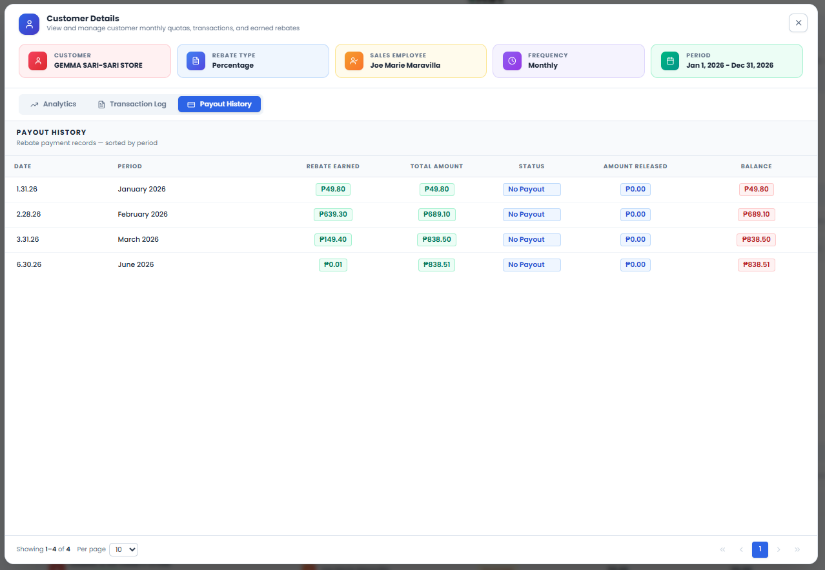 Customer Details
View and manage customer monthly quotas, transactions, and earned rebates
CUSTOMER
GEMMA SARI-SARI STORE
REBATE TYPE
Percentage
SALES EMPLOYEE
Joe Marie Maravilla
FREQUENCY
Monthly
PERIOD
Jan 1, 2026 – Dec 31, 2026
Analytics Transaction Log Payout History
PAYOUT HISTORY
Rebate payment records — sorted by period
DATE PERIOD REBATE EARNED TOTAL AMOUNT STATUS AMOUNT RELEASED BALANCE
1.31.26 January 2026 ₱49.80 ₱49.80 No Payout ₱0.00 ₱49.80
2.28.26 February 2026 ₱639.30 ₱689.10 No Payout ₱0.00 ₱689.10
3.31.26 March 2026 ₱149.40 ₱838.50 No Payout ₱0.00 ₱838.50
6.30.26 June 2026 ₱0.01 ₱838.51 No Payout ₱0.00 ₱838.51
Showing 1–4 of 4 Per page 10 « ‹ 1 › »